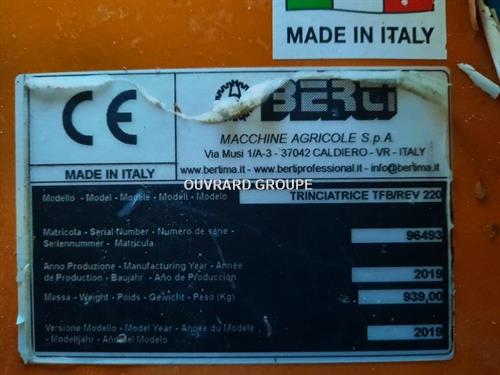 MADE IN ITALY
CE
MADE IN ITALY
BERTI
MACCHINE AGRICOLE S.p.A.
Via Musi 1/A-3 - 37042 CALDIERO - VR - ITALY
www.bertima.it - www.bertiprofessional.it - info@bertima.it
OUVRARD GROUPE
Modello - Model - Modèle - Modell - Modelo
TRINCIATRICE TFB/REV 220
Matricola - Serial Number - Numéro de série -
Seriennummer - Matricula
96493
Anno Produzione - Manufacturing Year - Année
de Production - Baujahr - Año de Producción
2019
Massa - Weight - Poids - Gewicht - Peso (Kg)
939,00
Versione Modello - Model Year - Année du Modèle
- Modelljahr - Año del Modelo
2019